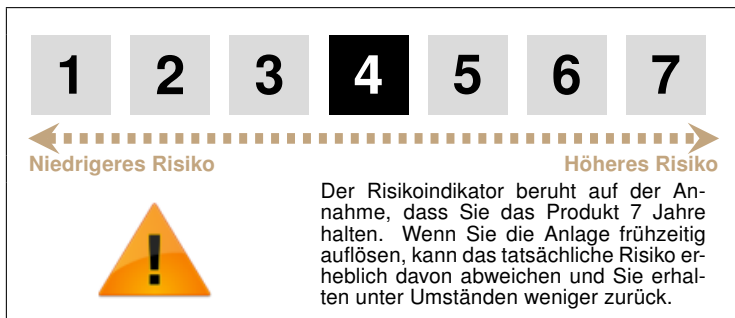 1 2 3 4 5 6 7
Niedrigeres Risiko Höheres Risiko
Der Risikoindikator beruht auf der An-
nahme, dass Sie das Produkt 7 Jahre
halten. Wenn Sie die Anlage frühzeitig
auflösen, kann das tatsächliche Risiko er-
heblich davon abweichen und Sie erhal-
ten unter Umständen weniger zurück.